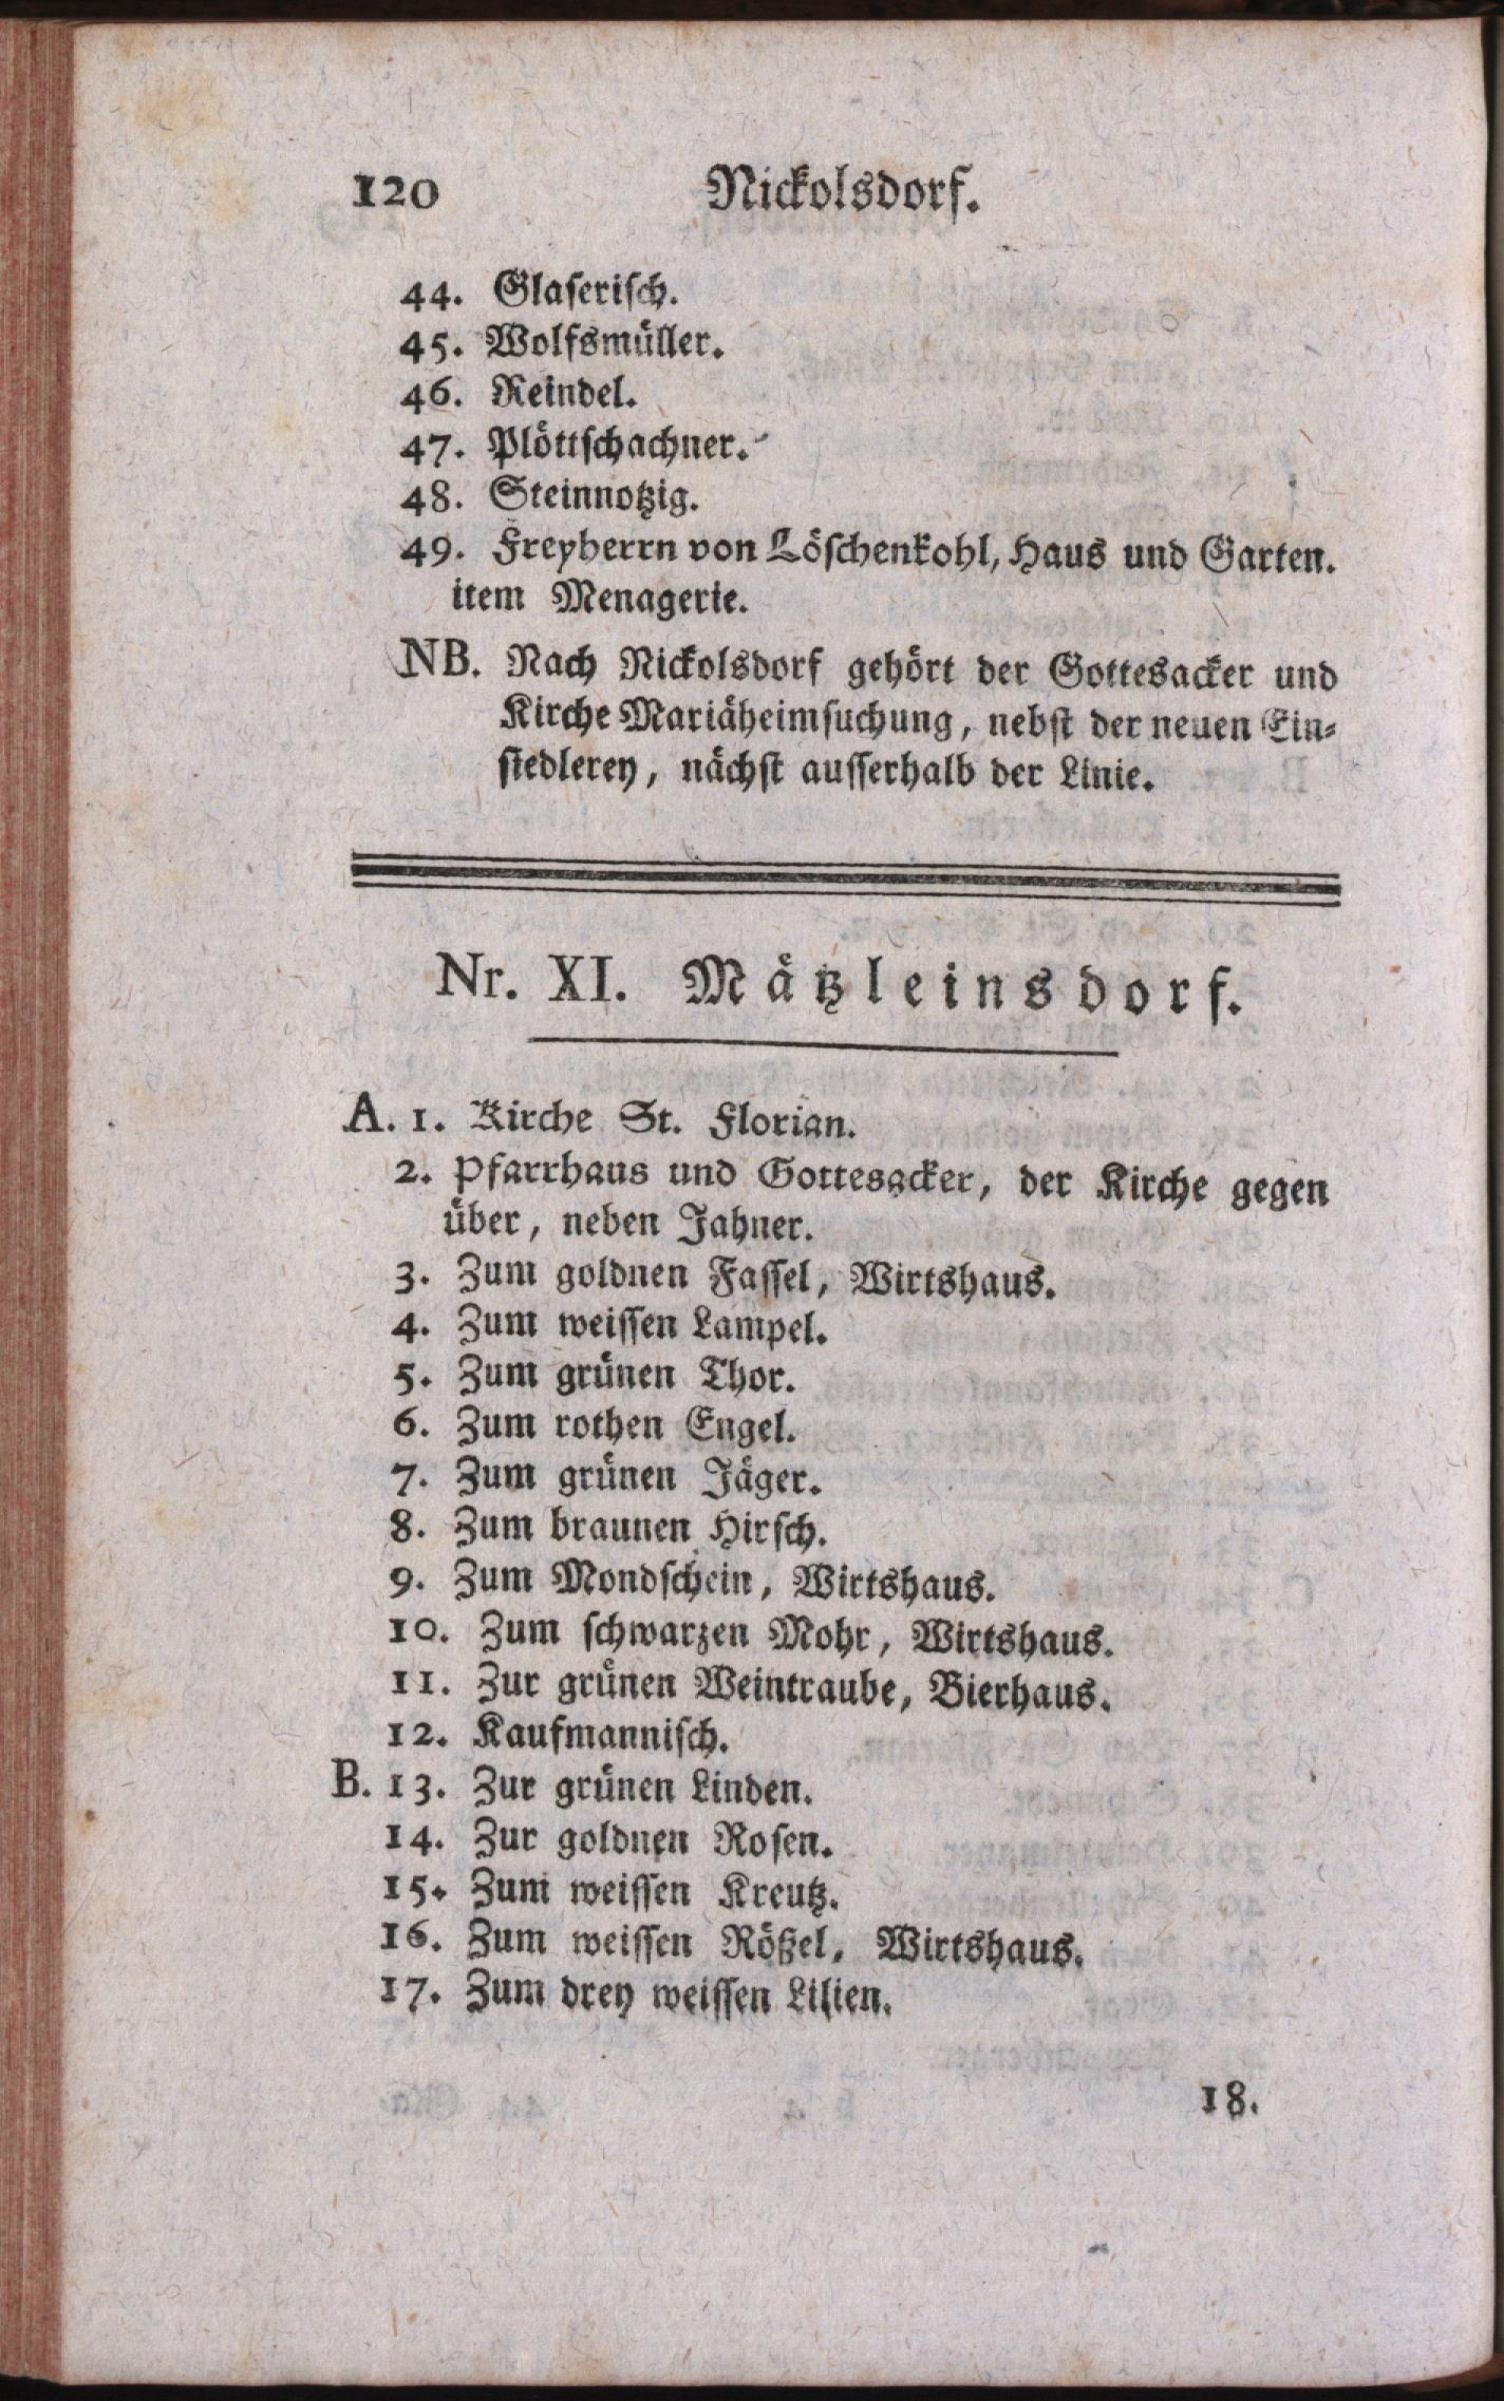 120 Nickolsdorf.
44. Glaſeriſch.
45. Wolfsmüller.
46. Reindel.
47. Plöttſchachner.
48. Steinnotzig.
49. Freyherrn von Löſchenkohl, Haus und Garten.
item Menagerie.
NB. Nach Nickolsdorf gehört der Gottesacker und
Kirche Mariäheimſuchung, nebſt der neuen Ein⸗
ſiedlerey, nächſt auſſerhalb der Linie.
Nr. XI. Mätzleinsdorf.
A. 1. Kirche St. Florian.
2. Pfarrhaus und Gottesacker, der Kirche gegen
über, neben Jahner.
3. Zum goldnen Faſſel, Wirtshaus.
4. Zum weiſſen Lampel.
5. Zum grünen Thor.
6. Zum rothen Engel.
7. Zum grünen Jäger.
8. Zum braunen Hirſch.
9. Zum Mondſchein, Wirtshaus.
10. Zum ſchwarzen Mohr, Wirtshaus.
11. Zur grünen Weintraube, Bierhaus.
12. Kaufmanniſch.
B. 13. Zur grünen Linden.
14. Zur goldnen Roſen.
15. Zum weiſſen Kreutz.
16. Zum weiſſen Rößel, Wirtshaus.
17. Zum drey weiſſen Lilien.
18.